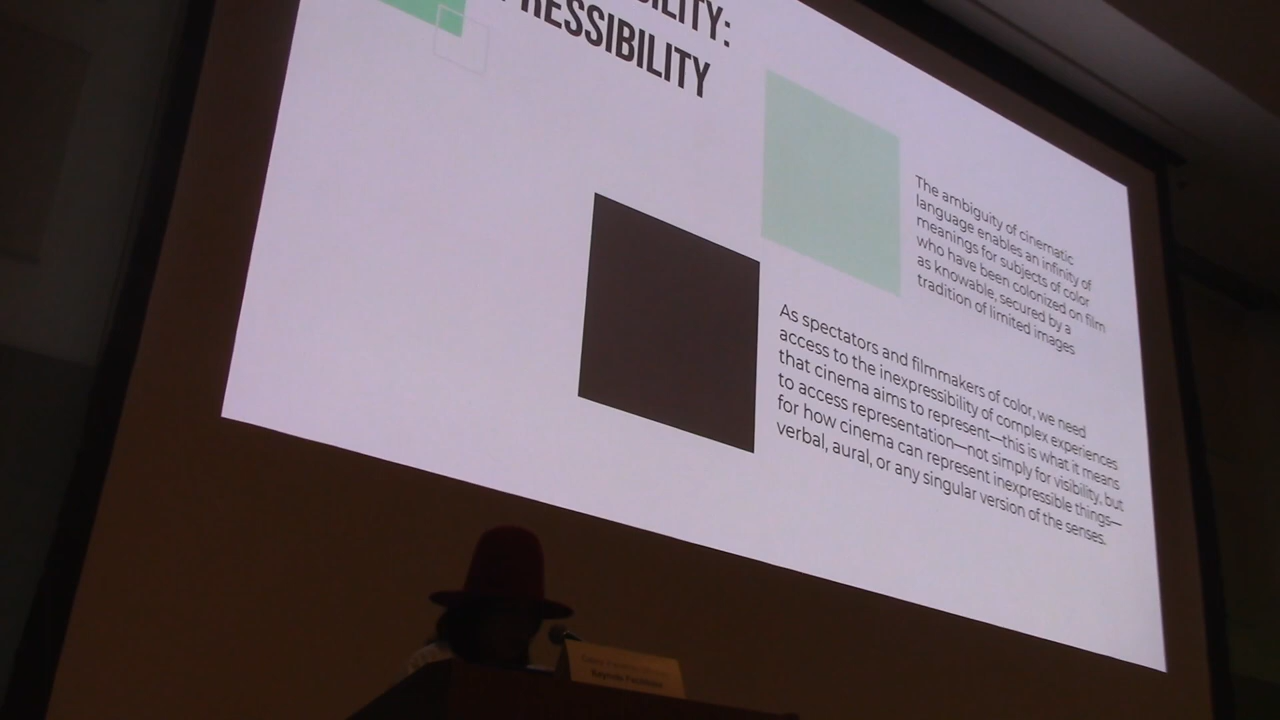 PRESSIBILITY
The ambiguity of cinematic
language enables an infinity of
meanings for subjects of color
who have been colonized on film
as knowable, secured by a
tradition of limited images
As spectators and filmmakers of color, we need
access to the inexpressibility of complex experiences
that cinema aims to represent—this is what it means
to access representation—not simply for visibility, but
for how cinema can represent inexpressible things—
verbal, aural, or any singular version of the senses.